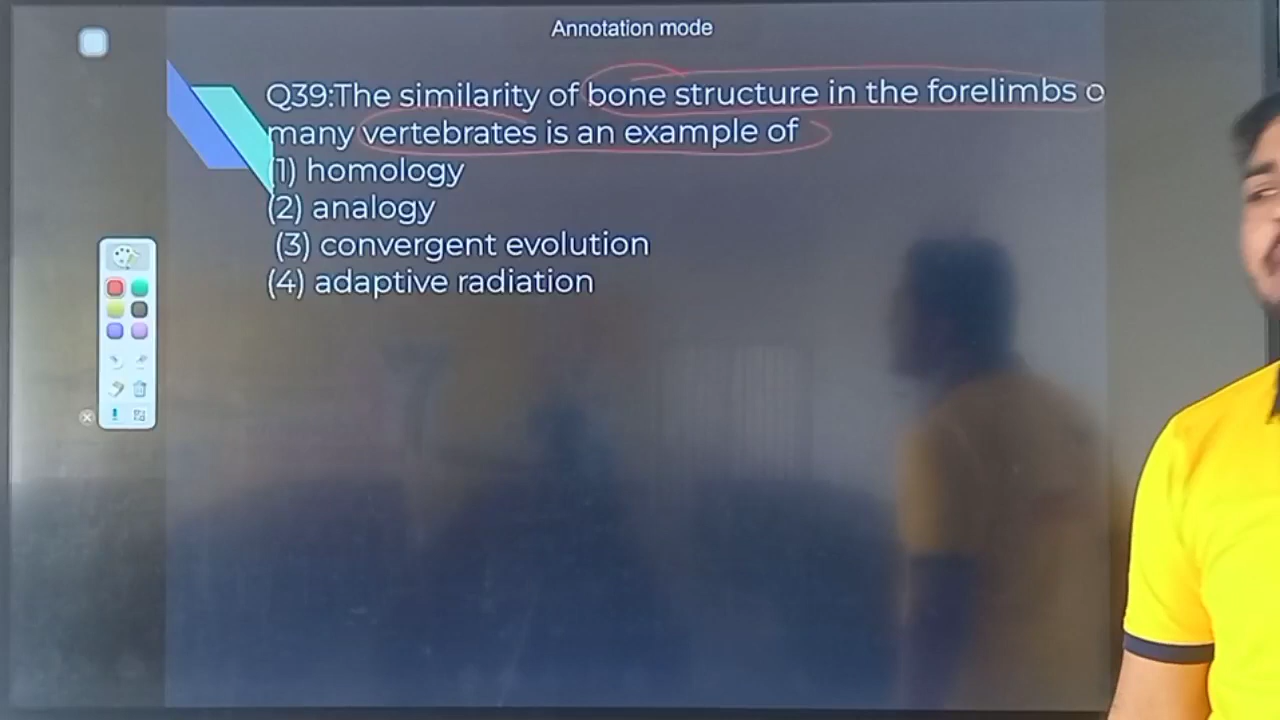 Annotation mode
Q39:The similarity of bone structure in the forelimbs o
many vertebrates is an example of
(1) homology
(2) analogy
(3) convergent evolution
(4) adaptive radiation